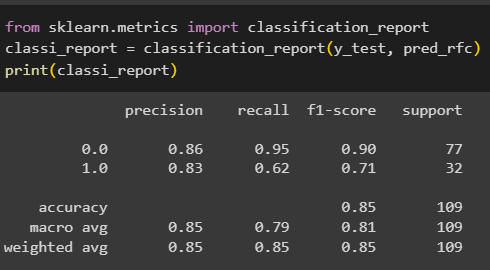 from sklearn.metrics import classification_report
classi_report = classification_report(y_test, pred_rfc)
print(classi_report)
precision recall f1-score support
0.0 0.86 0.95 0.90 77
1.0 0.83 0.62 0.71 32
accuracy 0.85 109
macro avg 0.85 0.79 0.81 109
weighted avg 0.85 0.85 0.85 109